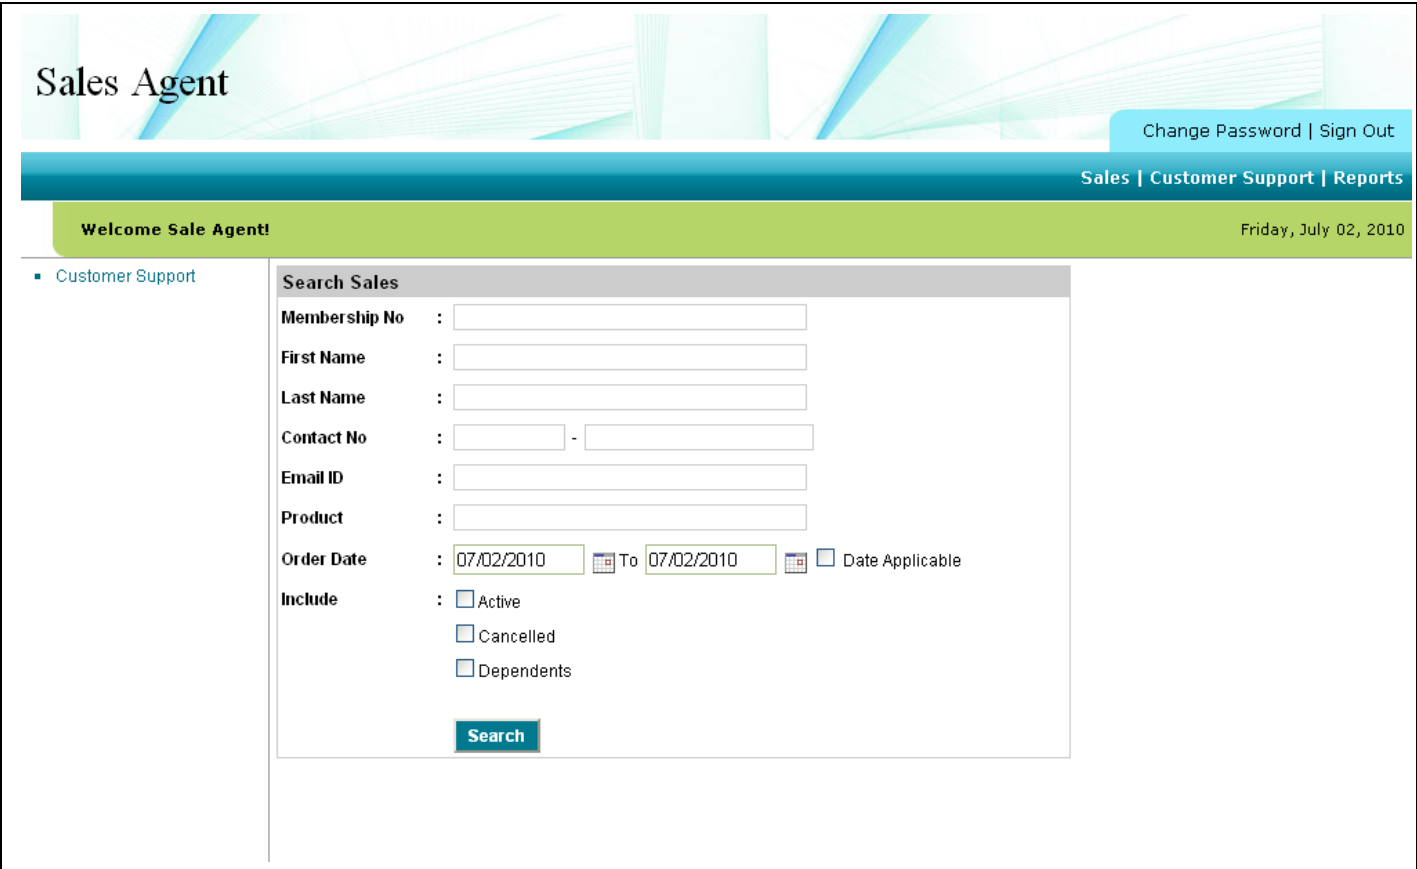 Sales Agent
Change Password | Sign Out
Sales | Customer Support | Reports
Welcome Sale Agent!
Friday, July 02, 2010
Customer Support
Search Sales
Membership No :
First Name :
Last Name :
Contact No : -
Email ID :
Product :
Order Date : 07/02/2010 To 07/02/2010 Date Applicable
Include : Active
Cancelled
Dependents
Search